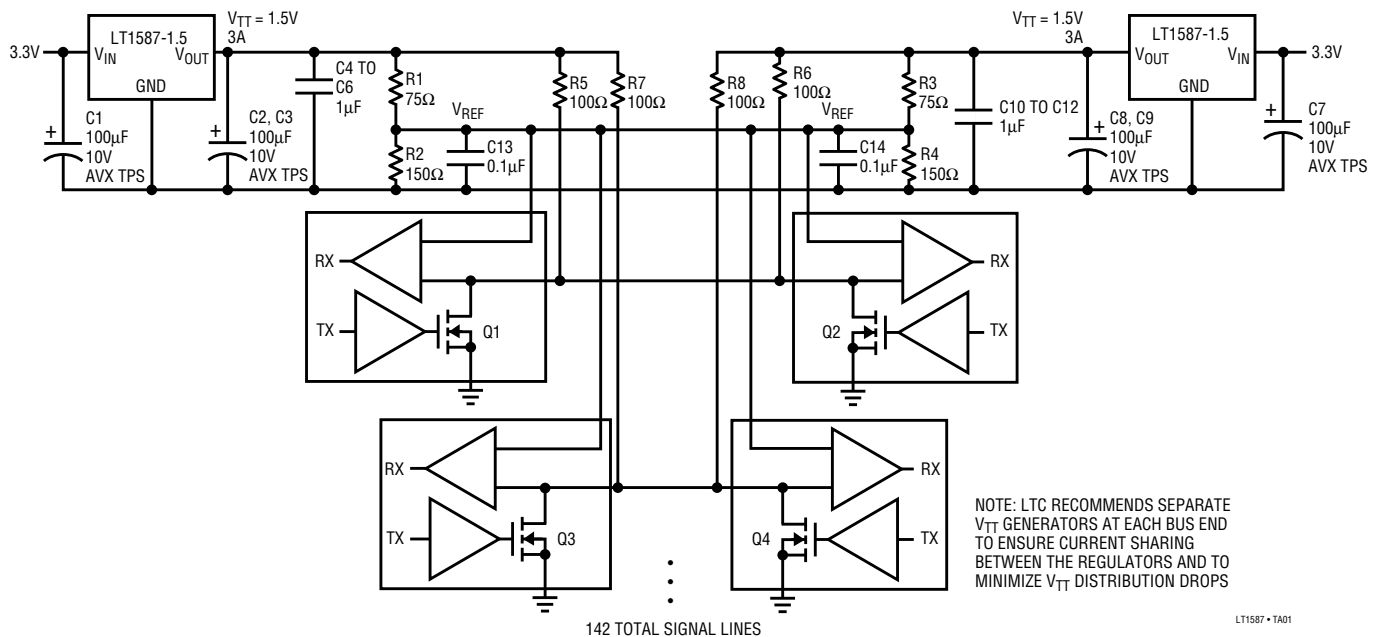 V_TT = 1.5V
3A
LT1587-1.5
3.3V
V_IN
V_OUT
GND
C1
100µF
10V
AVX TPS
+
C2, C3
100µF
10V
AVX TPS
+
C4 TO
C6
1µF
R1
75Ω
R2
150Ω
V_REF
C13
0.1µF
R5
100Ω
R7
100Ω
R8
100Ω
R6
100Ω
V_REF
C14
0.1µF
R3
75Ω
R4
150Ω
C10 TO C12
1µF
V_TT = 1.5V
3A
LT1587-1.5
V_OUT
V_IN
GND
3.3V
+
C8, C9
100µF
10V
AVX TPS
+
C7
100µF
10V
AVX TPS
RX
TX
Q1
RX
Q2
TX
RX
TX
Q3
RX
Q4
TX
NOTE: LTC RECOMMENDS SEPARATE
V_TT GENERATORS AT EACH BUS END
TO ENSURE CURRENT SHARING
BETWEEN THE REGULATORS AND TO
MINIMIZE V_TT DISTRIBUTION DROPS
142 TOTAL SIGNAL LINES
LT1587 • TA01